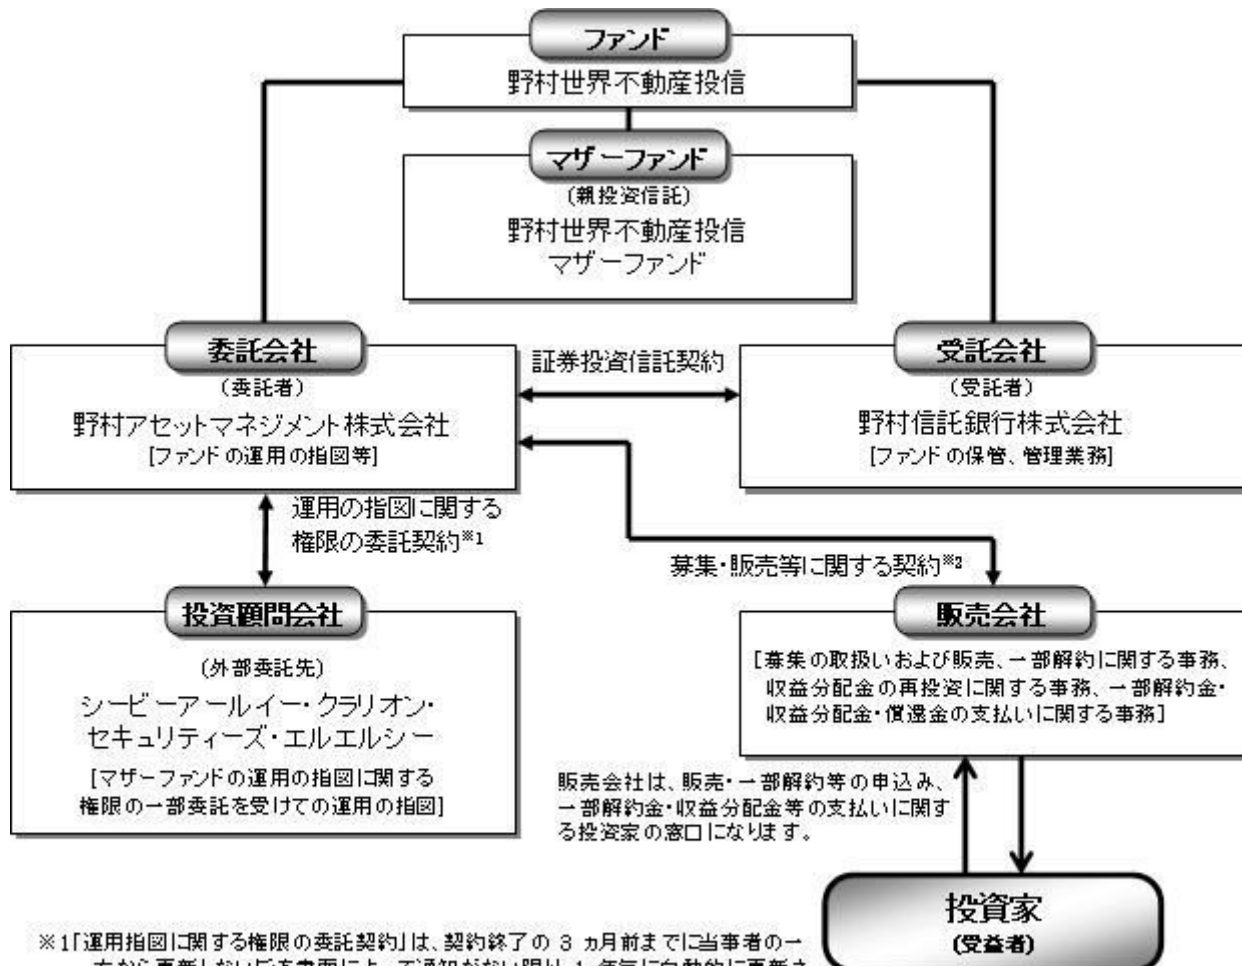 ファンド
野村世界不動産投信
マザーファンド
(親投資信託)
野村世界不動産投信
マザーファンド
委託会社
(委託者)
野村アセットマネジメント株式会社
[ファンドの運用の指図等]
証券投資信託契約
受託会社
(受託者)
野村信託銀行株式会社
[ファンドの保管、管理業務]
運用の指図に関する
権限の委託契約※1
募集・販売等に関する契約※2
投資顧問会社
(外部委託先)
シービーアールイー・クラリオン・
セキュリティーズ・エルエルシー
[マザーファンドの運用の指図に関する
権限の一部委託を受けての運用の指図]
販売会社
[募集の取扱いおよび販売、一部解約に関する事務、
収益分配金の再投資に関する事務、一部解約金・
収益分配金・償還金の支払いに関する事務]
販売会社は、販売・一部解約等の申込み、
一部解約金・収益分配金等の支払いに関す
る投資家の窓口になります。
投資家
(受益者)
※1「運用指図に関する権限の委託契約」は、契約終了の 3 ヵ月前までに当事者の一